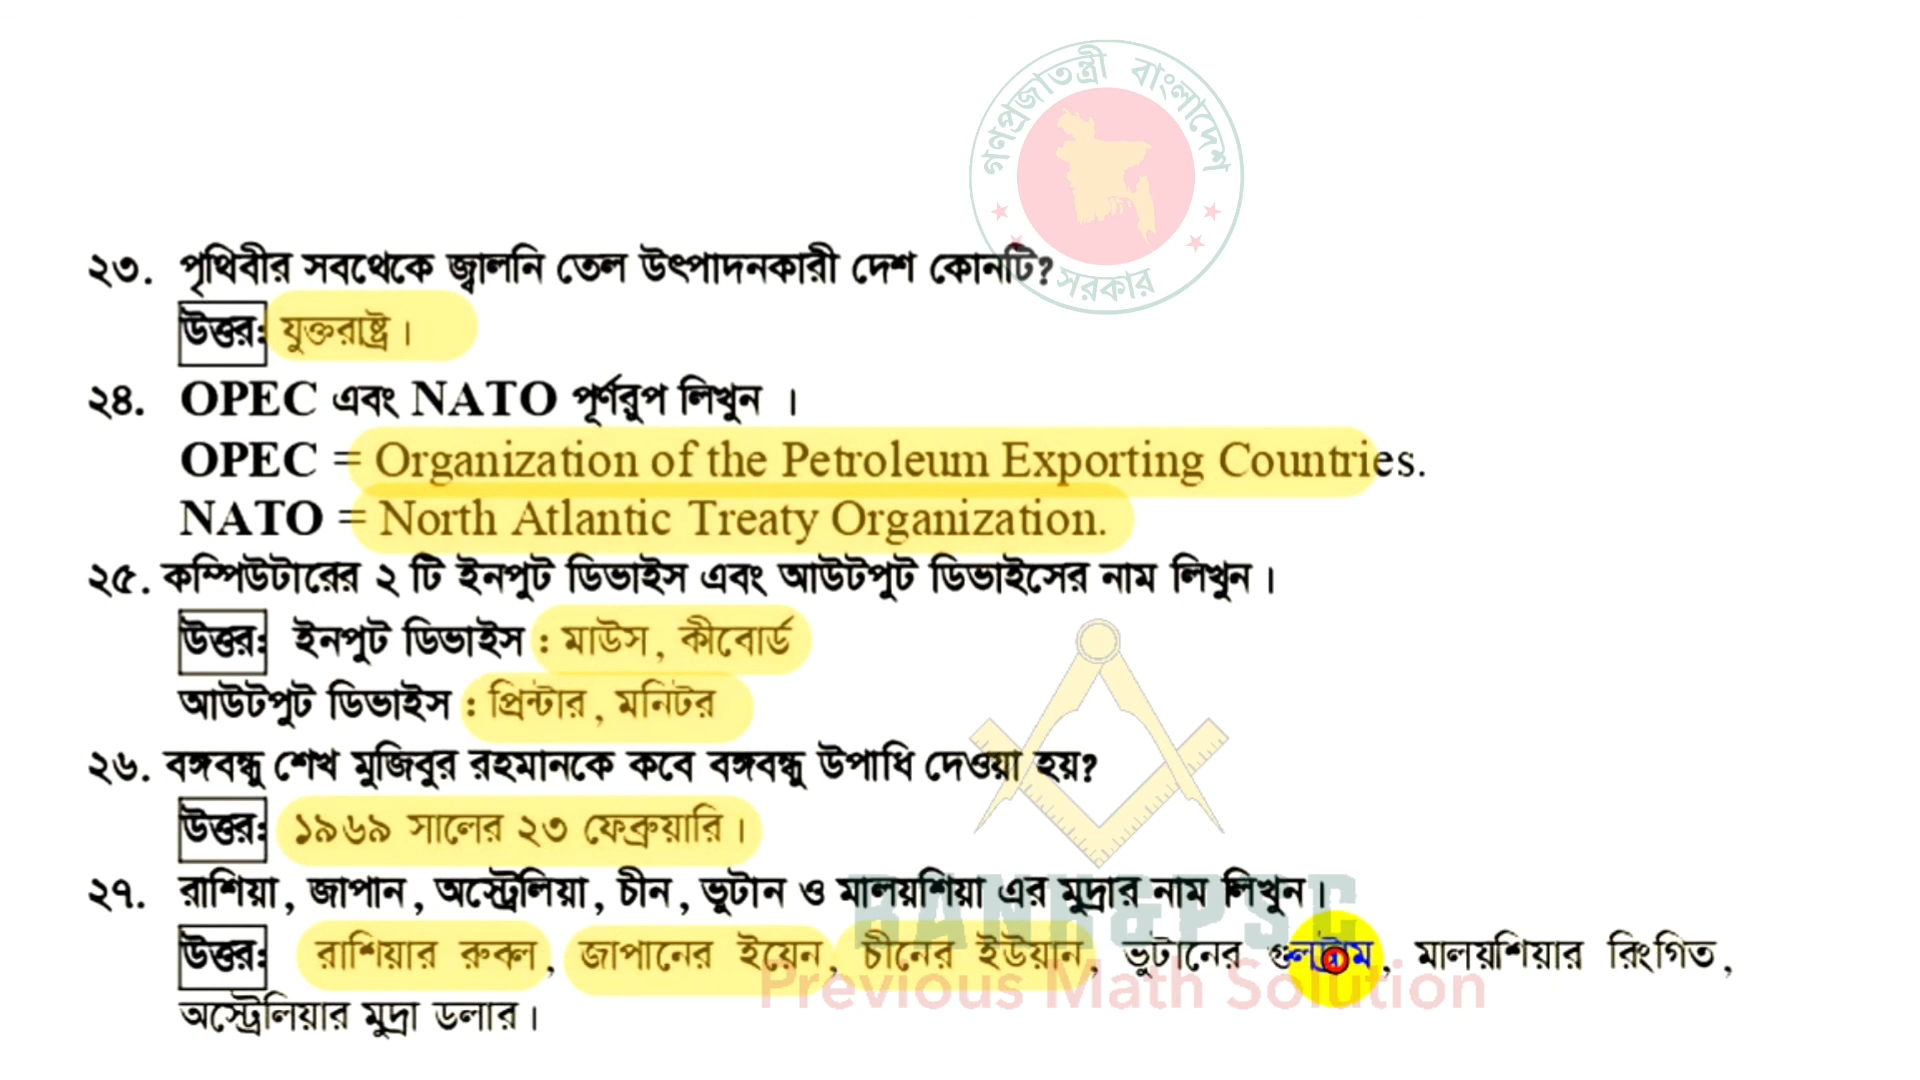 গণপ্রজাতন্ত্রী বাংলাদেশ
সরকার
২৩. পৃথিবীর সবথেকে জ্বালনি তেল উৎপাদনকারী দেশ কোনটি?
উত্তর: যুক্তরাষ্ট্র।
২৪. OPEC এবং NATO পূর্ণরুপ লিখুন ।
OPEC = Organization of the Petroleum Exporting Countries.
NATO = North Atlantic Treaty Organization.
২৫. কম্পিউটারের ২ টি ইনপুট ডিভাইস এবং আউটপুট ডিভাইসের নাম লিখুন।
উত্তর: ইনপুট ডিভাইস : মাউস, কীবোর্ড
আউটপুট ডিভাইস : প্রিন্টার, মনিটর
২৬. বঙ্গবন্ধু শেখ মুজিবুর রহমানকে কবে বঙ্গবন্ধু উপাধি দেওয়া হয়?
উত্তর: ১৯৬৯ সালের ২৩ ফেব্রুয়ারি।
২৭. রাশিয়া, জাপান, অস্ট্রেলিয়া, চীন, ভুটান ও মালয়শিয়া এর মুদ্রার নাম লিখুন।
BANK&PSC
উত্তর: রাশিয়ার রুবল, জাপানের ইয়েন, চীনের ইউয়ান, ভুটানের গুলট্রাম, মালয়শিয়ার রিংগিত,
Previous Math Solution
অস্ট্রেলিয়ার মুদ্রা ডলার।